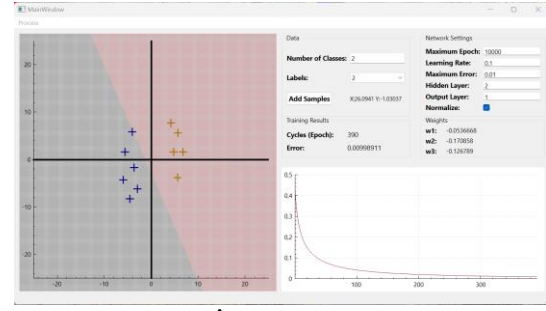 MainWindow
Process
Data
Number of Classes: 2
Labels: 2
Add Samples X:26.0941 Y:-1.03037
Training Results
Cycles (Epoch): 390
Error: 0.00998911
Network Settings
Maximum Epoch: 10000
Learning Rate: 0.1
Maximum Error: 0.01
Hidden Layer: 2
Output Layer: 1
Normalize:
Weights
w1: -0.0536668
w2: -0.170858
w3: -0.126789
20
10
0
-10
20
-20 -10 0 10 20
0.5
0.4
0.3
0.2
0.1
0
100 200 300